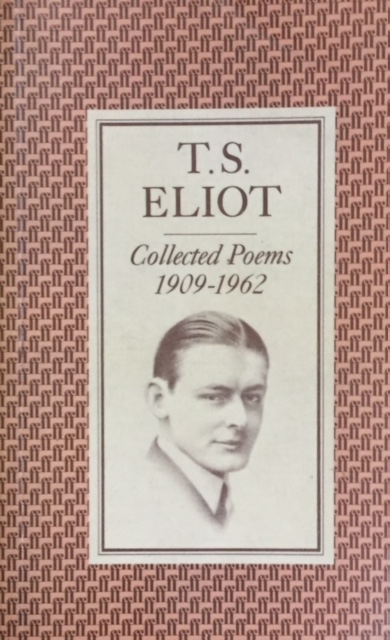 T.S.
ELIOT
Collected Poems
1909-1962